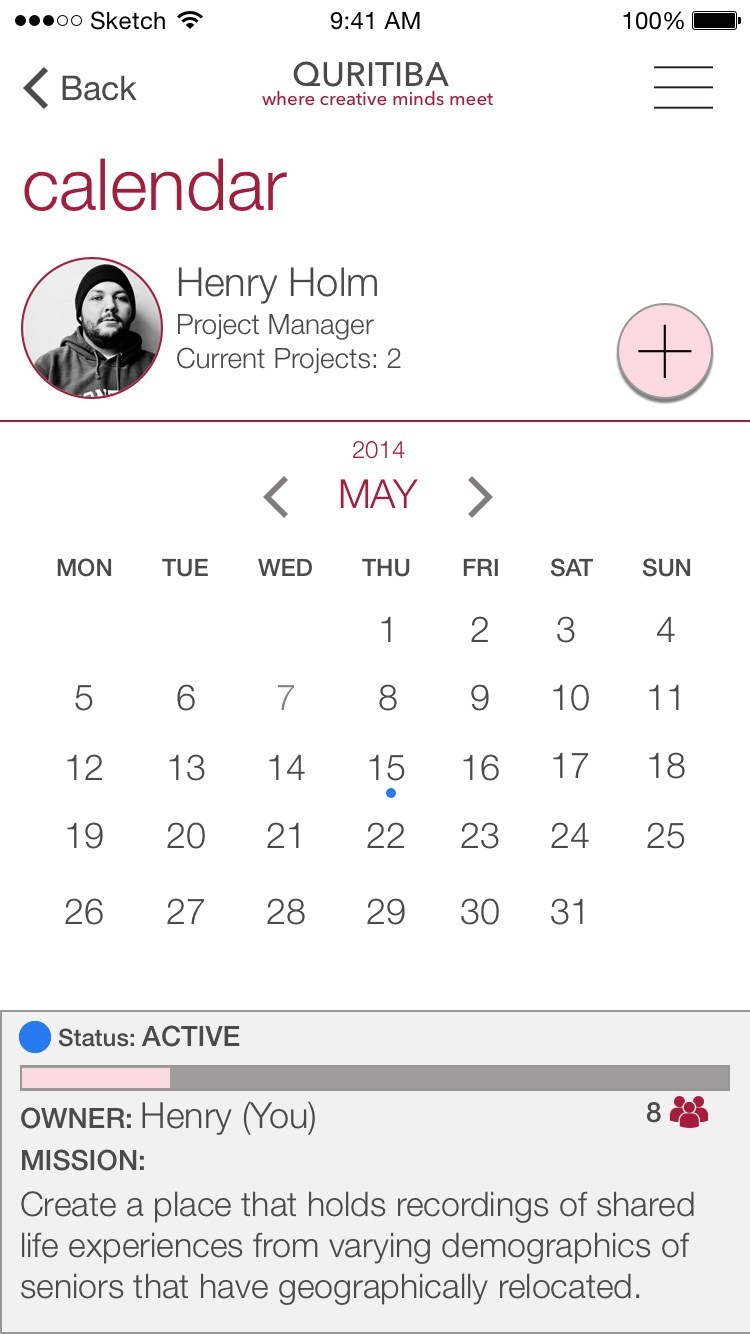 Sketch 9:41 AM 100%
Back
QURITIBA
where creative minds meet
calendar
Henry Holm
Project Manager
Current Projects: 2
2014
MAY
MON TUE WED THU FRI SAT SUN
1 2 3 4
5 6 7 8 9 10 11
12 13 14 15 16 17 18
19 20 21 22 23 24 25
26 27 28 29 30 31
Status: ACTIVE
OWNER: Henry (You) 8
MISSION:
Create a place that holds recordings of shared
life experiences from varying demographics of
seniors that have geographically relocated.